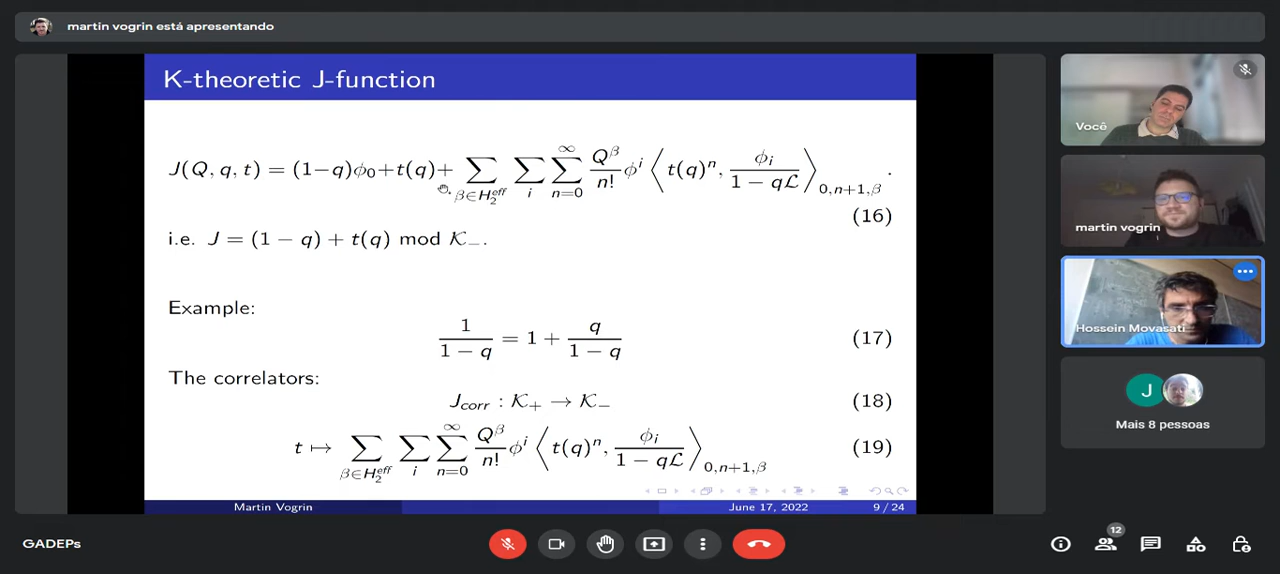 martin vogrin está apresentando
K-theoretic J-function
J(Q, q, t) = (1−q)ϕ₀+t(q)+ ∑_{β∈H₂^{eff}} ∑_i ∑_{n=0}^{∞} Q^β/n! ϕ^i ⟨t(q)^n, ϕ_i/(1 − qℒ)⟩_{0,n+1,β} .
(16)
i.e. J = (1 − q) + t(q) mod 𝒦₋.
Example:
1/(1 − q) = 1 + q/(1 − q) (17)
The correlators:
J_{corr} : 𝒦₊ → 𝒦₋ (18)
t ↦ ∑_{β∈H₂^{eff}} ∑_i ∑_{n=0}^{∞} Q^β/n! ϕ^i ⟨t(q)^n, ϕ_i/(1 − qℒ)⟩_{0,n+1,β} (19)
Martin Vogrin June 17, 2022 9 / 24
Você
martin vogrin
Hossein Movasati
J
Mais 8 pessoas
GADEPs
12